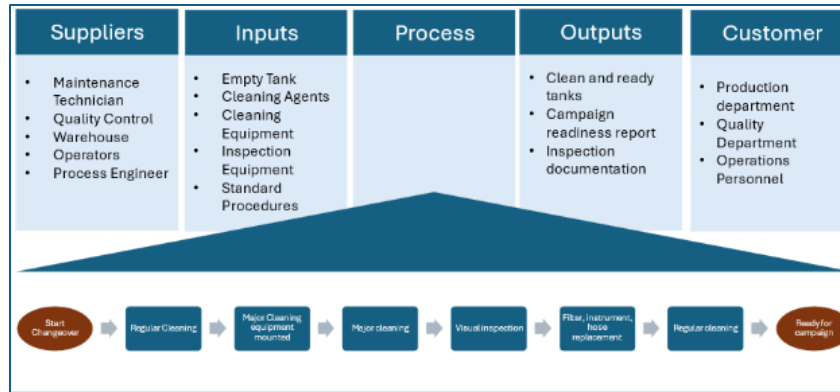 Suppliers
Inputs
Process
Outputs
Customer
• Maintenance
Technician
• Quality Control
• Warehouse
• Operators
• Process Engineer
• Empty Tank
• Cleaning Agents
• Cleaning
Equipment
• Inspection
Equipment
• Standard
Procedures
• Clean and ready
tanks
• Campaign
readiness report
• Inspection
documentation
• Production
department
• Quality
Department
• Operations
Personnel
Start
Changeover
Regular Cleaning
Major Cleaning
equipment
mounted
Major cleaning
Visual inspection
Filter, instrument,
hose
replacement
Regular cleaning
Ready for
campaign